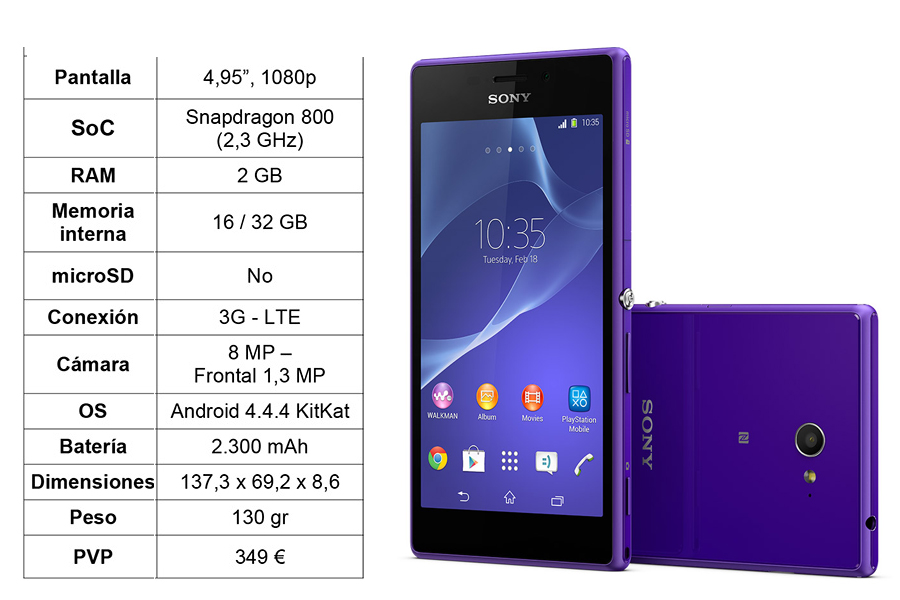 Pantalla 4,95”, 1080p
SoC Snapdragon 800
(2,3 GHz)
RAM 2 GB
Memoria
interna 16 / 32 GB
microSD No
Conexión 3G - LTE
Cámara 8 MP –
Frontal 1,3 MP
OS Android 4.4.4 KitKat
Batería 2.300 mAh
Dimensiones 137,3 x 69,2 x 8,6
Peso 130 gr
PVP 349 €
SONY
10:35
10:35
Tuesday, Feb 18
WALKMAN Album Movies PlayStation
Mobile
SONY